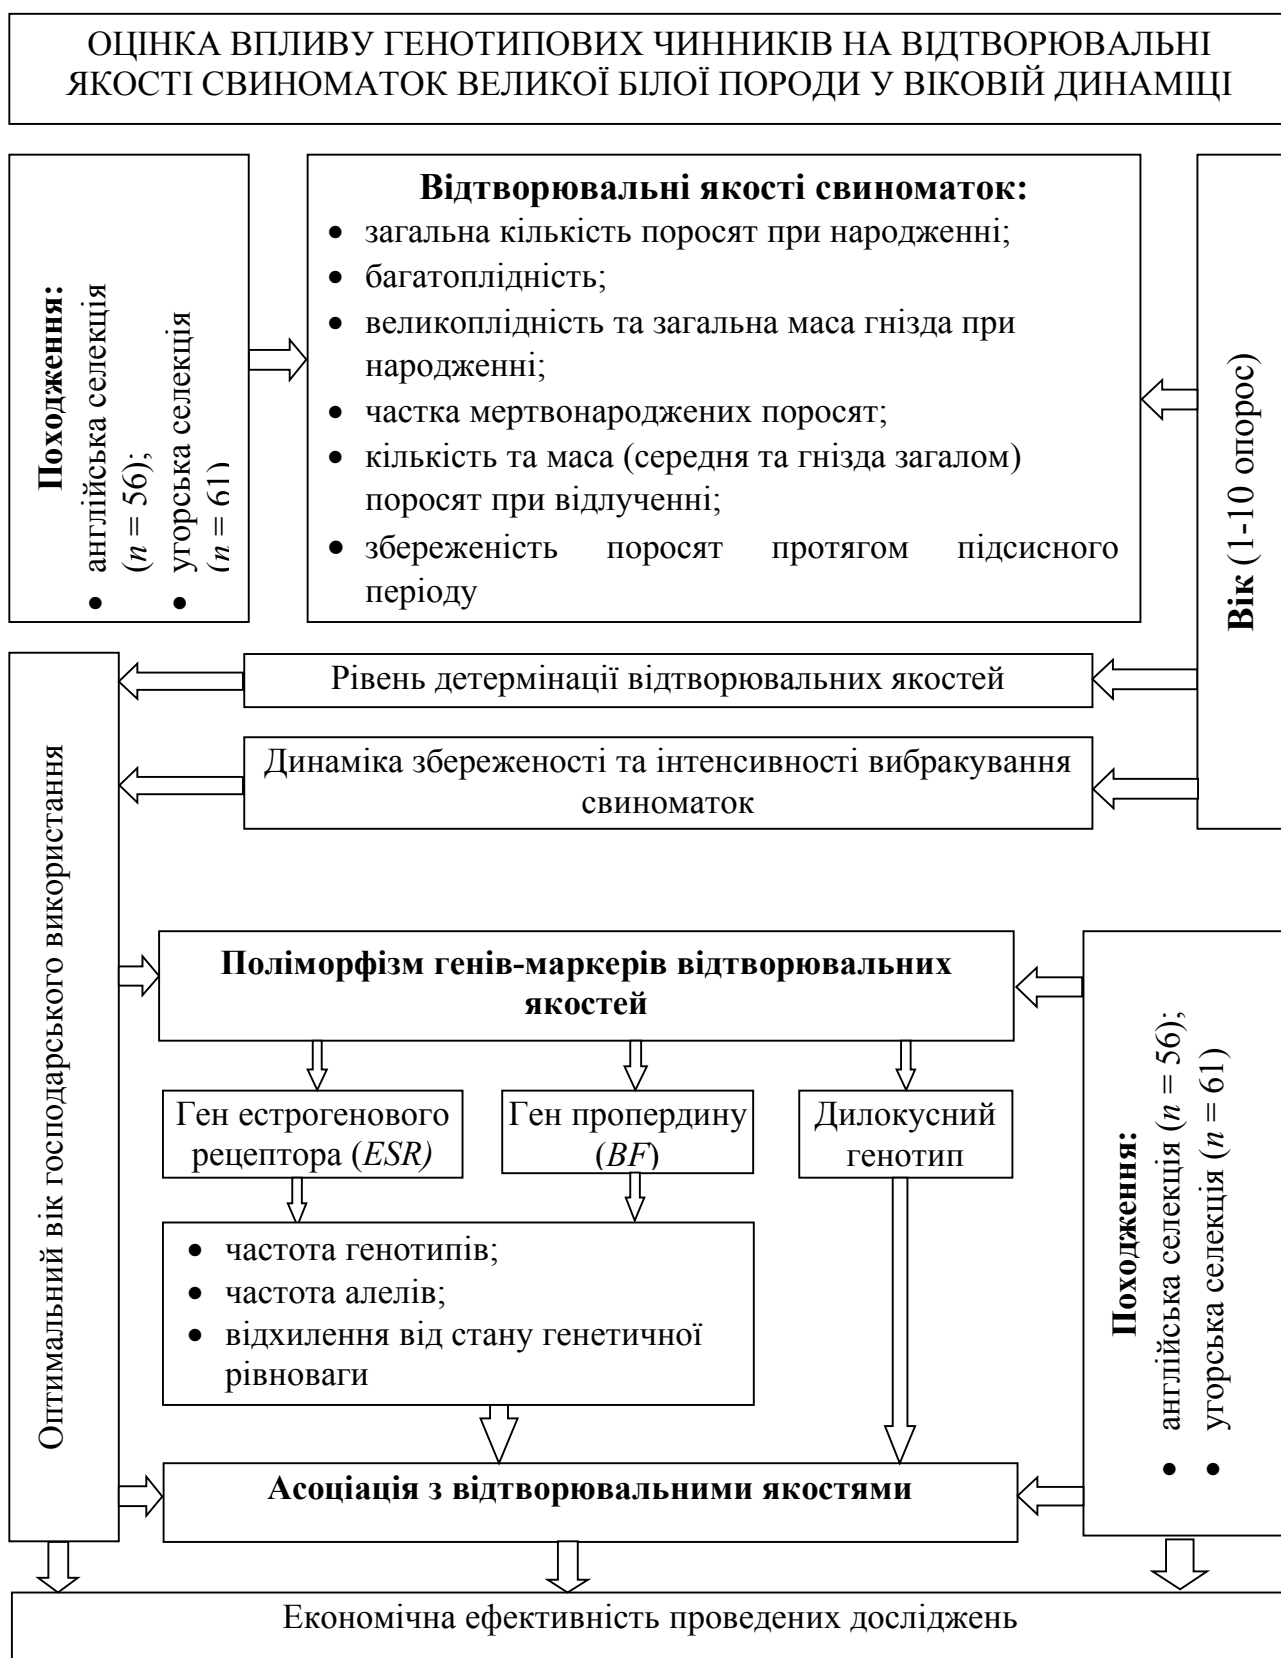 ОЦІНКА ВПЛИВУ ГЕНОТИПОВИХ ЧИННИКІВ НА ВІДТВОРЮВАЛЬНІ
ЯКОСТІ СВИНОМАТОК ВЕЛИКОЇ БІЛОЇ ПОРОДИ У ВІКОВІЙ ДИНАМІЦІ
Походження:
• англійська селекція
(n = 56);
• угорська селекція
(n = 61)
Відтворювальні якості свиноматок:
• загальна кількість поросят при народженні;
• багатоплідність;
• великоплідність та загальна маса гнізда при
народженні;
• частка мертвонароджених поросят;
• кількість та маса (середня та гнізда загалом)
поросят при відлученні;
• збереженість поросят протягом підсисного
періоду
Вік (1-10 опорос)
Рівень детермінації відтворювальних якостей
Динаміка збереженості та інтенсивності вибракування
свиноматок
Оптимальний вік господарського використання
Поліморфізм генів-маркерів відтворювальних
якостей
Ген естрогенового
рецептора (ESR)
Ген пропердину
(BF)
Дилокусний
генотип
• частота генотипів;
• частота алелів;
• відхилення від стану генетичної
рівноваги
Походження:
• англійська селекція (n = 56);
• угорська селекція (n = 61)
Асоціація з відтворювальними якостями
Економічна ефективність проведених досліджень